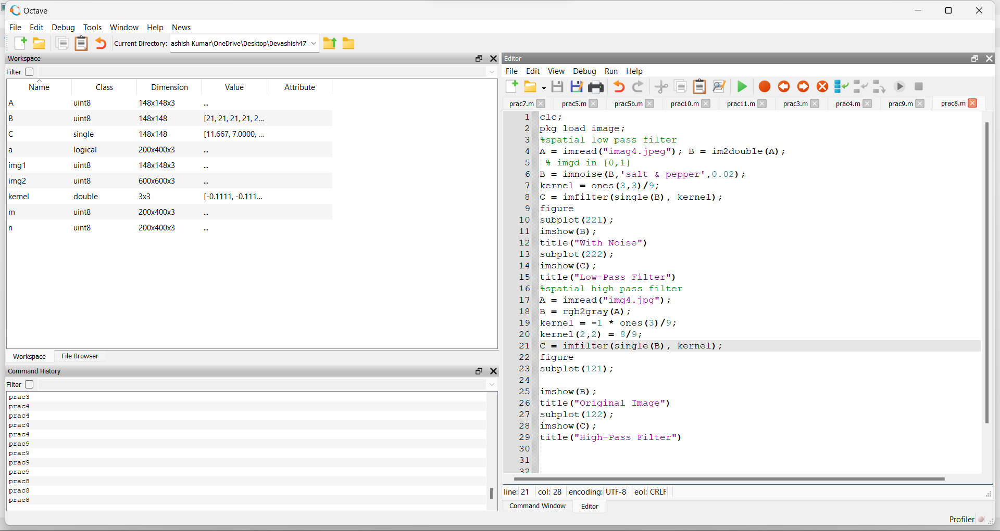 Octave
File Edit Debug Tools Window Help News
Current Directory: ashish Kumar\OneDrive\Desktop\Devashish47
Workspace
Filter
Name Class Dimension Value Attribute
A uint8 148x148x3 ...
B uint8 148x148 [21, 21, 21, 21, 2...
C single 148x148 [11.667, 7.0000, ...
a logical 200x400x3 ...
img1 uint8 148x148x3 ...
img2 uint8 600x600x3 ...
kernel double 3x3 [-0.1111, -0.111...
m uint8 200x400x3 ...
n uint8 200x400x3 ...
Workspace File Browser
Command History
Filter
prac3
prac4
prac4
prac4
prac4
prac9
prac9
prac9
prac9
prac8
prac8
prac8
Editor
File Edit View Debug Run Help
prac7.m prac5.m prac5b.m prac10.m prac11.m prac3.m prac4.m prac9.m prac8.m
1 clc;
2 pkg load image;
3 %spatial low pass filter
4 A = imread("imag4.jpeg"); B = im2double(A);
5 % imgd in [0,1]
6 B = imnoise(B,'salt & pepper',0.02);
7 kernel = ones(3,3)/9;
8 C = imfilter(single(B), kernel);
9 figure
10 subplot(221);
11 imshow(B);
12 title("With Noise")
13 subplot(222);
14 imshow(C);
15 title("Low-Pass Filter")
16 %spatial high pass filter
17 A = imread("img4.jpg");
18 B = rgb2gray(A);
19 kernel = -1 * ones(3)/9;
20 kernel(2,2) = 8/9;
21 C = imfilter(single(B), kernel);
22 figure
23 subplot(121);
24
25 imshow(B);
26 title("Original Image")
27 subplot(122);
28 imshow(C);
29 title("High-Pass Filter")
30
31
32
line: 21 col: 28 encoding: UTF-8 eol: CRLF
Command Window Editor
Profiler